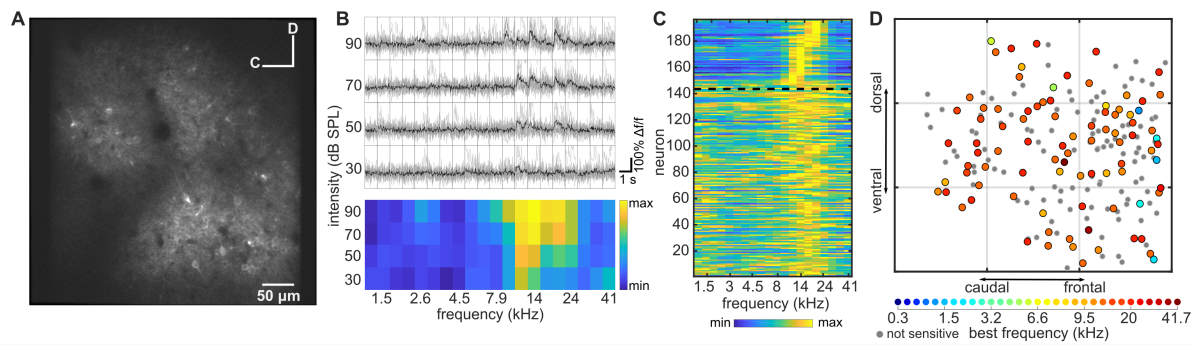 A
D
C
50 µm
B
90
70
50
30
intensity (dB SPL)
100% Δf/f
1 s
90
70
50
30
max
min
1.5 2.6 4.5 7.9 14 24 41
frequency (kHz)
C
180
160
140
120
100
80
60
40
20
neuron
1.5 3 4.5 8 14 24 41
frequency (kHz)
min max
D
dorsal
ventral
caudal frontal
0.3 1.5 3.2 6.6 9.5 20 41.7
not sensitive best frequency (kHz)